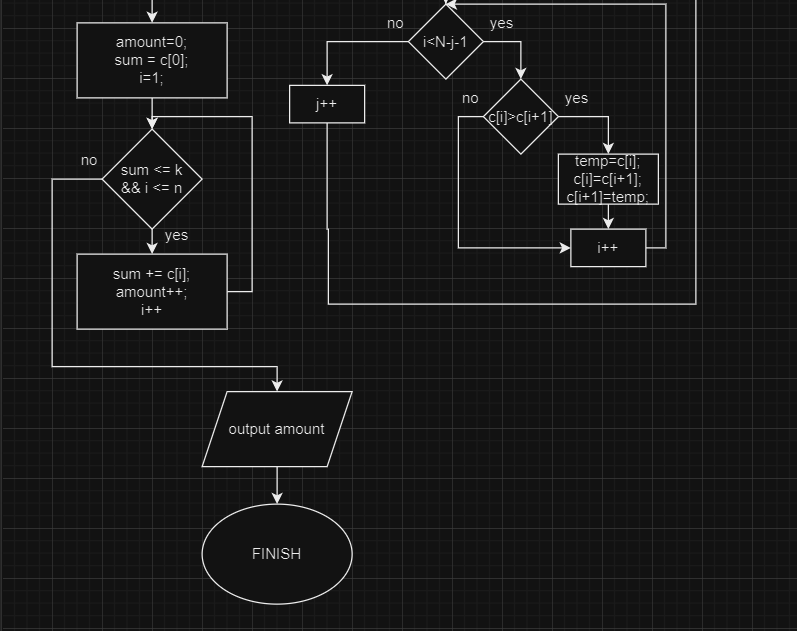 amount=0;
sum = c[0];
i=1;
no
sum <= k
&& i <= n
yes
sum += c[i];
amount++;
i++
output amount
FINISH
no
i<N-j-1
yes
j++
no
c[i]>c[i+1]
yes
temp=c[i];
c[i]=c[i+1];
c[i+1]=temp;
i++